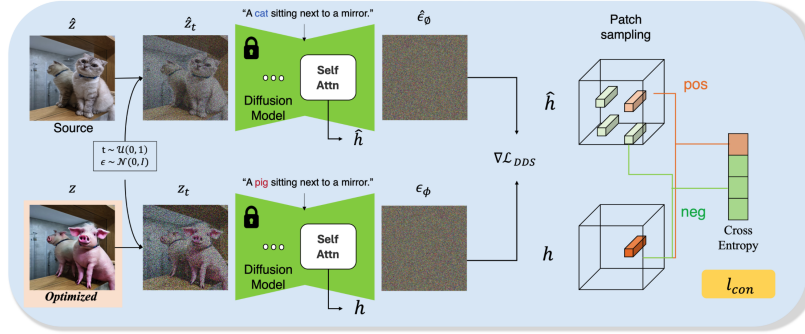 ẑ
ẑ_t
“A cat sitting next to a mirror.”
ϵ̂_ϕ
Patch
sampling
Self
Attn
Diffusion
Model
ĥ
Source
t ~ 𝒰(0,1)
ϵ ~ 𝒩(0,I)
∇ℒ_DDS
ĥ
pos
neg
Cross
Entropy
z
z_t
“A pig sitting next to a mirror.”
ϵ_ϕ
Self
Attn
Diffusion
Model
h
h
Optimized
l_con